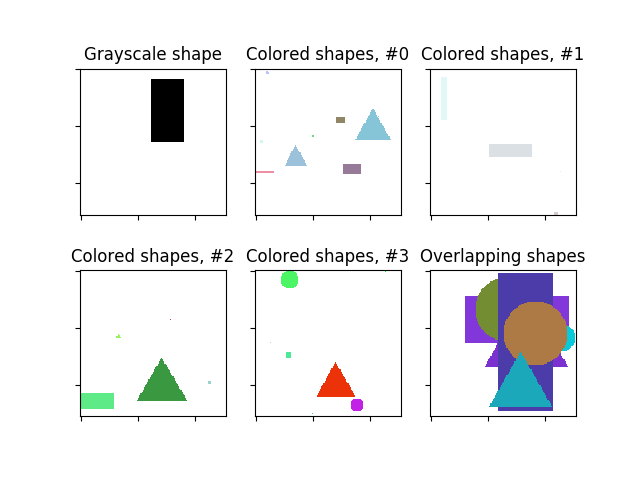 Grayscale shape
Colored shapes, #0
Colored shapes, #1
Colored shapes, #2
Colored shapes, #3
Overlapping shapes